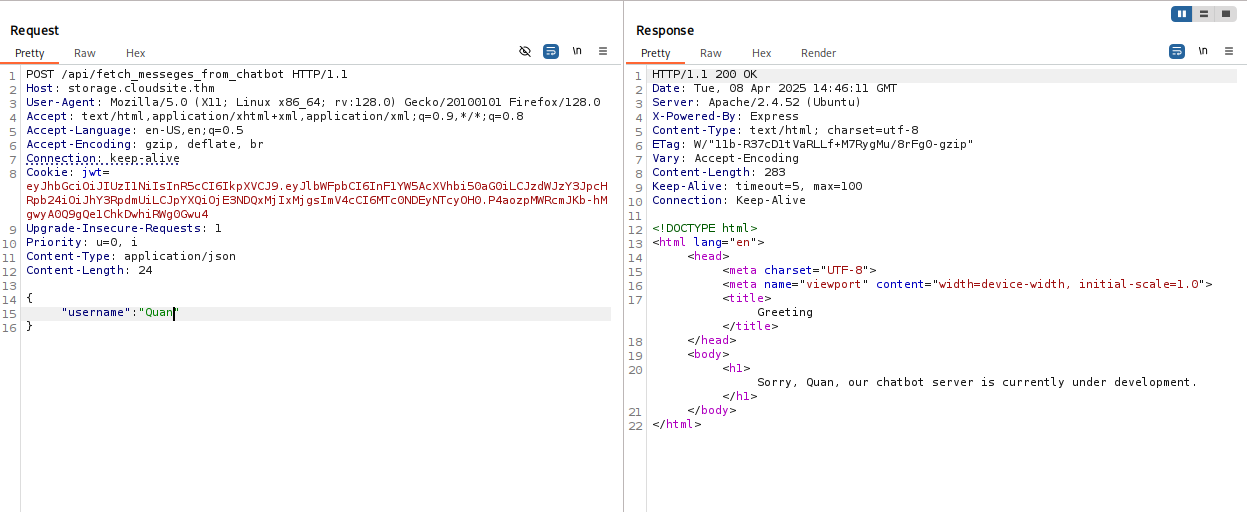 Request
Pretty Raw Hex \n
1 POST /api/fetch_messeges_from_chatbot HTTP/1.1
2 Host: storage.cloudsite.thm
3 User-Agent: Mozilla/5.0 (X11; Linux x86_64; rv:128.0) Gecko/20100101 Firefox/128.0
4 Accept: text/html,application/xhtml+xml,application/xml;q=0.9,*/*;q=0.8
5 Accept-Language: en-US,en;q=0.5
6 Accept-Encoding: gzip, deflate, br
7 Connection: keep-alive
8 Cookie: jwt=
eyJhbGciOiJIUzI1NiIsInR5cCI6IkpXVCJ9.eyJlbWFpbCI6InF1YW5AcXVhbi50aG0iLCJzdWJzY3JpcH
Rpb24iOiJhY3RpdmUiLCJpYXQiOjE3NDQxMjIxMjgsImV4cCI6MTc0NDEyNTcyOH0.P4aozpMWRcmJKb-hM
gwyA0Q9gQe1ChkDwhiRWg0Gwu4
9 Upgrade-Insecure-Requests: 1
10 Priority: u=0, i
11 Content-Type: application/json
12 Content-Length: 24
13
14 {
15 "username":"Quan"
16 }
Response
Pretty Raw Hex Render \n
1 HTTP/1.1 200 OK
2 Date: Tue, 08 Apr 2025 14:46:11 GMT
3 Server: Apache/2.4.52 (Ubuntu)
4 X-Powered-By: Express
5 Content-Type: text/html; charset=utf-8
6 ETag: W/"11b-R37cD1tVaRLLf+M7RygMu/8rFg0-gzip"
7 Vary: Accept-Encoding
8 Content-Length: 283
9 Keep-Alive: timeout=5, max=100
10 Connection: Keep-Alive
11
12 <!DOCTYPE html>
13 <html lang="en">
14 <head>
15 <meta charset="UTF-8">
16 <meta name="viewport" content="width=device-width, initial-scale=1.0">
17 <title>
Greeting
</title>
18 </head>
19 <body>
20 <h1>
Sorry, Quan, our chatbot server is currently under development.
</h1>
21 </body>
22 </html>